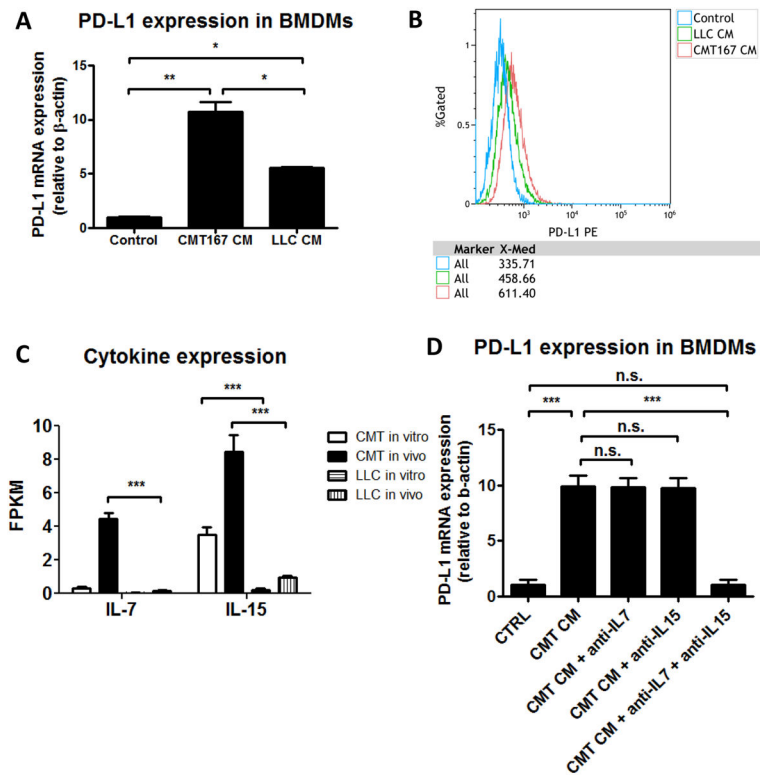 A
PD-L1 expression in BMDMs
PD-L1 mRNA expression
(relative to β-actin)
15
10
5
0
*
**
*
Control
CMT167 CM
LLC CM
B
Control
LLC CM
CMT167 CM
%Gated
1
0.5
0
10³
10⁴
10⁵
10⁶
PD-L1 PE
Marker X-Med
All 335.71
All 458.66
All 611.40
C
Cytokine expression
FPKM
10
8
6
4
2
0
***
***
***
IL-7
IL-15
CMT in vitro
CMT in vivo
LLC in vitro
LLC in vivo
D
PD-L1 expression in BMDMs
PD-L1 mRNA expression
(relative to b-actin)
15
10
5
0
n.s.
***
***
n.s.
n.s.
CTRL
CMT CM
CMT CM + anti-IL7
CMT CM + anti-IL15
CMT CM + anti-IL7 + anti-IL15